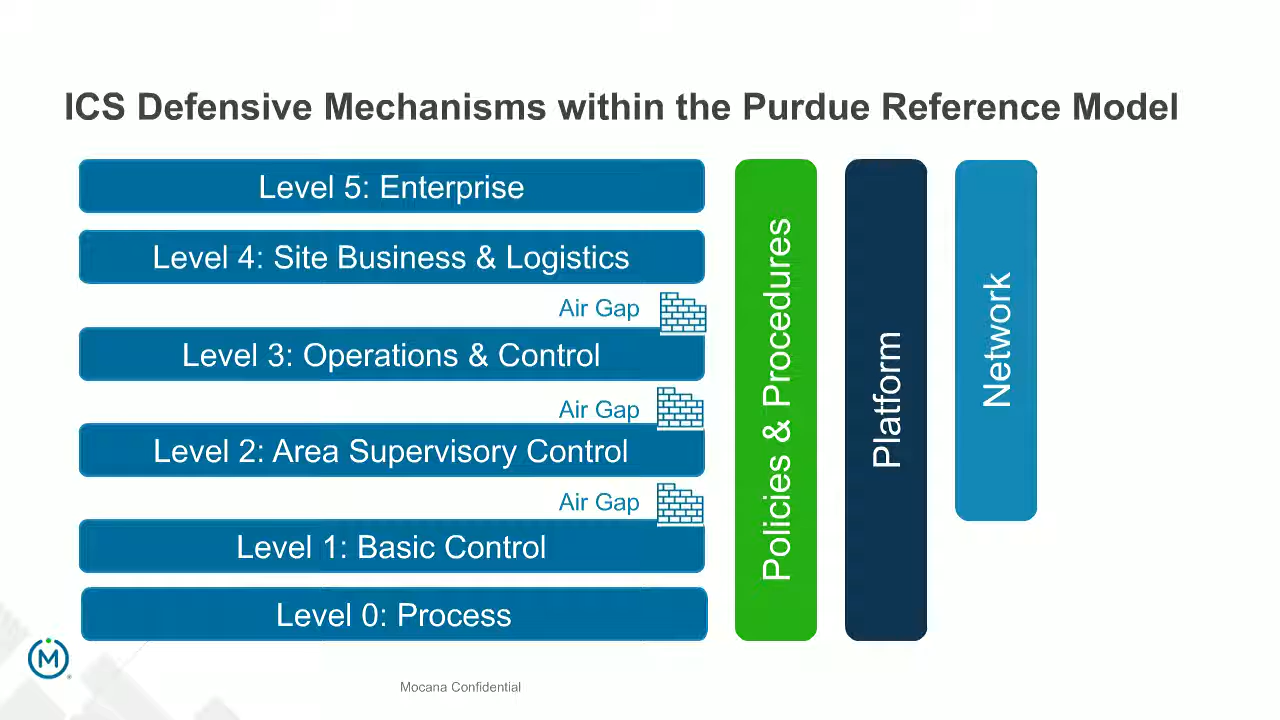 ICS Defensive Mechanisms within the Purdue Reference Model
Level 5: Enterprise
Level 4: Site Business & Logistics
Air Gap
Level 3: Operations & Control
Air Gap
Level 2: Area Supervisory Control
Air Gap
Level 1: Basic Control
Level 0: Process
Policies & Procedures
Platform
Network
M
Mocana Confidential